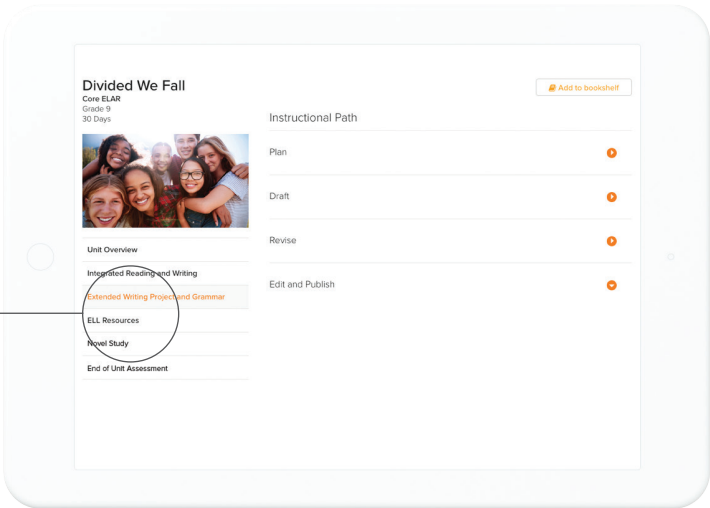 Divided We Fall
Core ELAR
Grade 9
30 Days
Unit Overview
Integrated Reading and Writing
Extended Writing Project and Grammar
ELL Resources
Novel Study
End of Unit Assessment
Add to bookshelf
Instructional Path
Plan
Draft
Revise
Edit and Publish